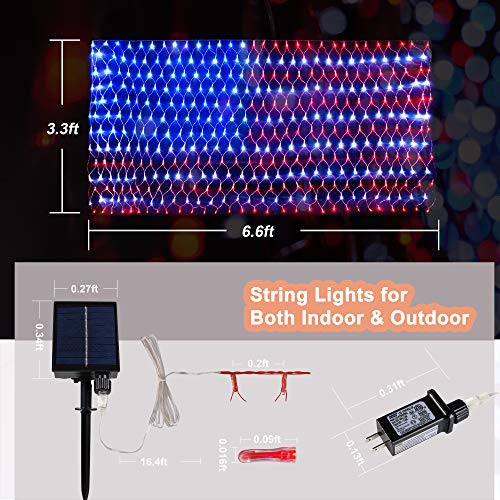 3.3ft
6.6ft
0.27ft
0.34ft
String Lights for
Both Indoor & Outdoor
0.2ft
0.31ft
0.13ft
0.09ft
0.016ft
16.4ft